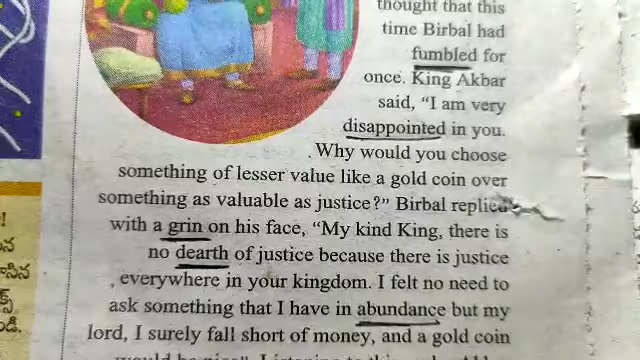 thought that this
time Birbal had
fumbled for
once. King Akbar
said, “I am very
disappointed in you.
Why would you choose
something of lesser value like a gold coin over
something as valuable as justice?” Birbal replied
with a grin on his face, “My kind King, there is
no dearth of justice because there is justice
everywhere in your kingdom. I felt no need to
ask something that I have in abundance but my
lord, I surely fall short of money, and a gold coin